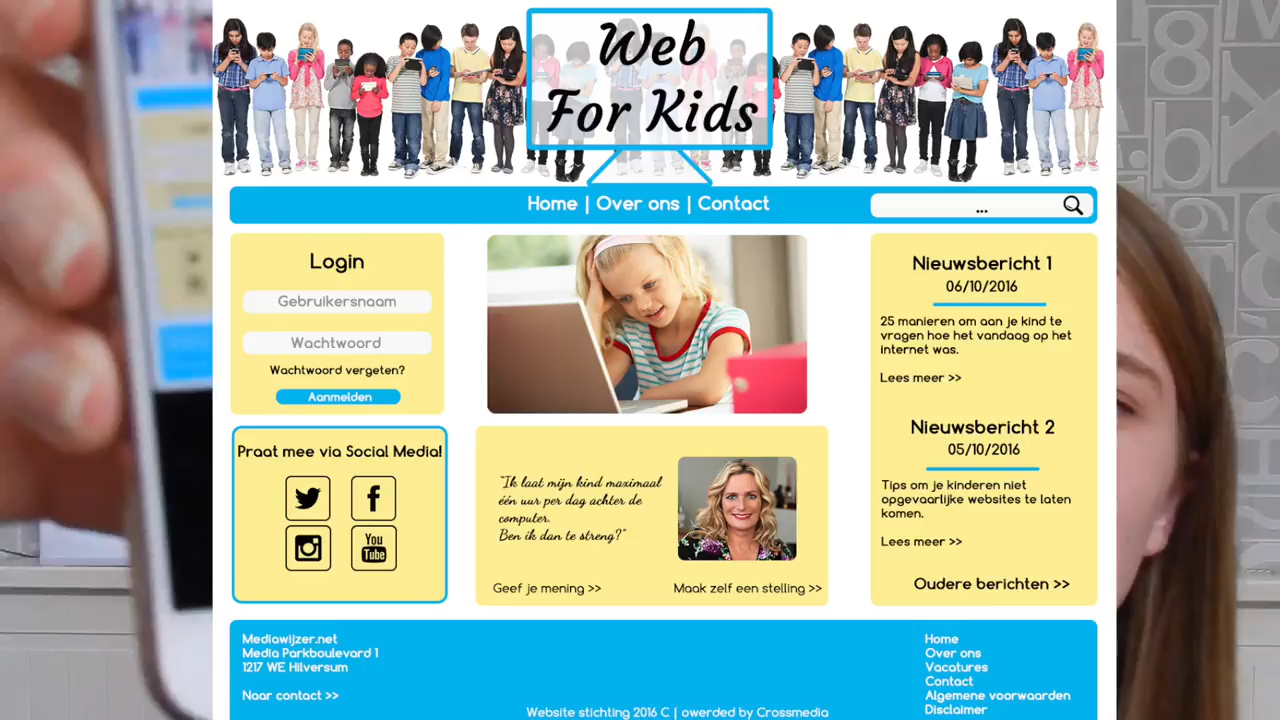 Web
For Kids
Home | Over ons | Contact
...
Login
Gebruikersnaam
Wachtwoord
Wachtwoord vergeten?
Aanmelden
Praat mee via Social Media!
You
Tube
"Ik laat mijn kind maximaal
één uur per dag achter de
computer.
Ben ik dan te streng?"
Geef je mening >>
Maak zelf een stelling >>
Nieuwsbericht 1
06/10/2016
25 manieren om aan je kind te
vragen hoe het vandaag op het
internet was.
Lees meer >>
Nieuwsbericht 2
05/10/2016
Tips om je kinderen niet
opgevaarlijke websites te laten
komen.
Lees meer >>
Oudere berichten >>
Mediawijzer.net
Media Parkboulevard 1
1217 WE Hilversum
Naar contact >>
Website stichting 2016 C | owerded by Crossmedia
Home
Over ons
Vacatures
Contact
Algemene voorwaarden
Disclaimer